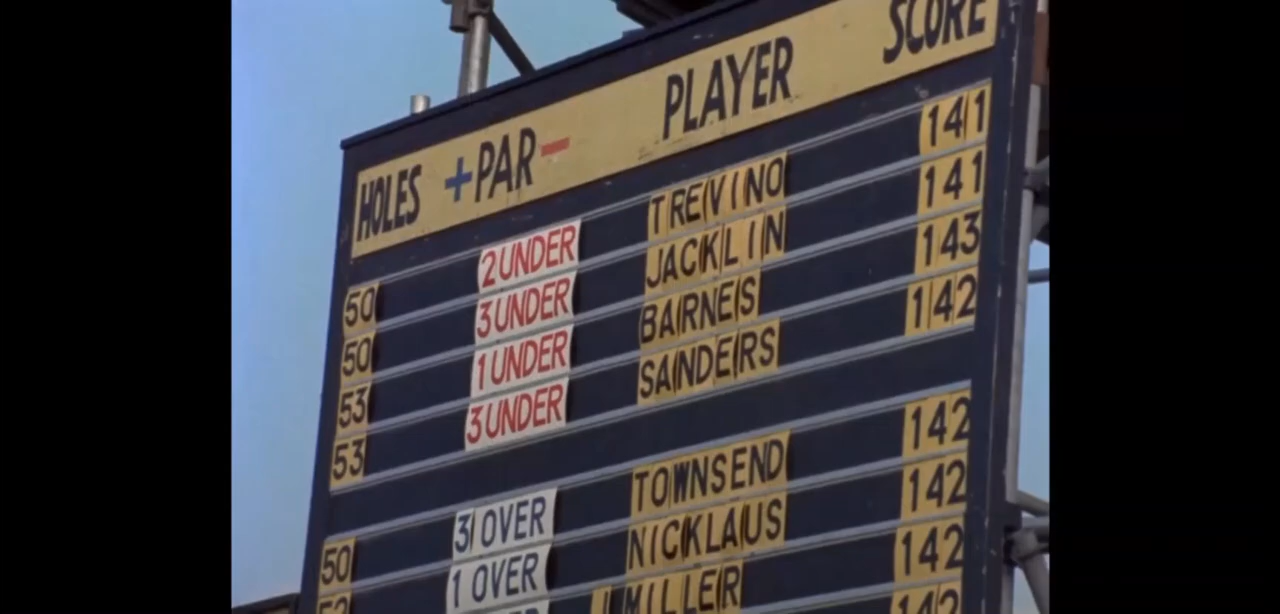 HOLES +PAR− PLAYER SCORE
50 2 UNDER TREVINO 141
50 3 UNDER JACKLIN 141
53 1 UNDER BARNES 143
53 3 UNDER SANDERS 142
50 3 OVER TOWNSEND 142
1 OVER NICKLAUS 142
J MILLER 142
142